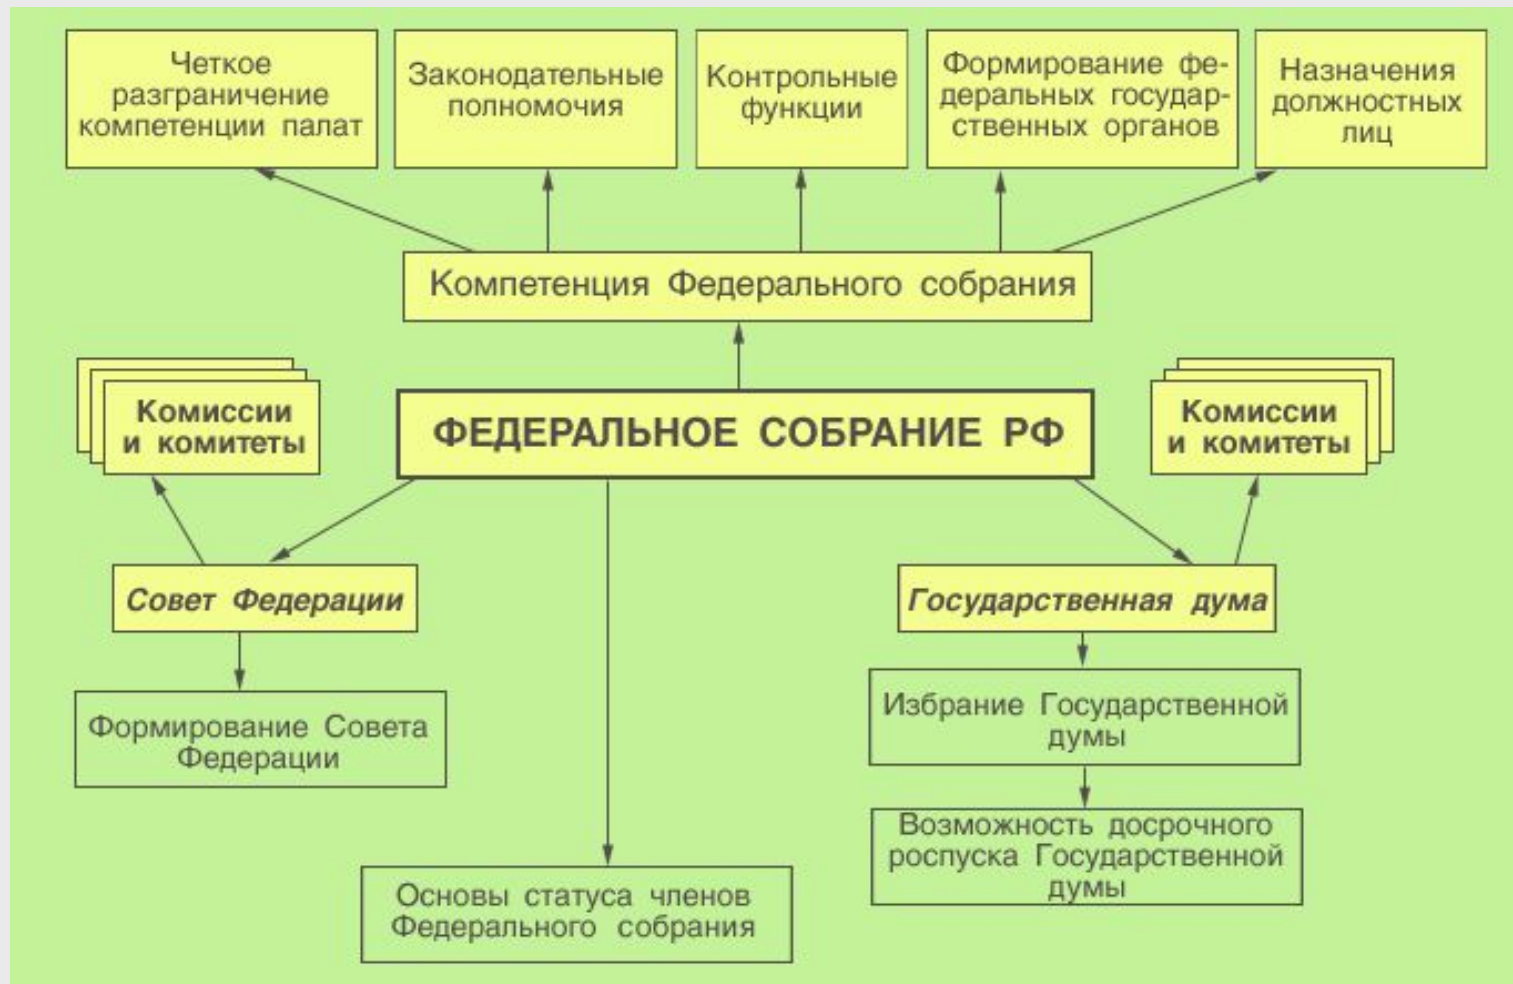 Четкое
разграничение
компетенции палат
Законодательные
полномочия
Контрольные
функции
Формирование фе-
деральных государ-
ственных органов
Назначения
должностных
лиц
Компетенция Федерального собрания
Комиссии
и комитеты
ФЕДЕРАЛЬНОЕ СОБРАНИЕ РФ
Комиссии
и комитеты
Совет Федерации
Государственная дума
Формирование Совета
Федерации
Избрание Государственной
думы
Возможность досрочного
роспуска Государственной
думы
Основы статуса членов
Федерального собрания